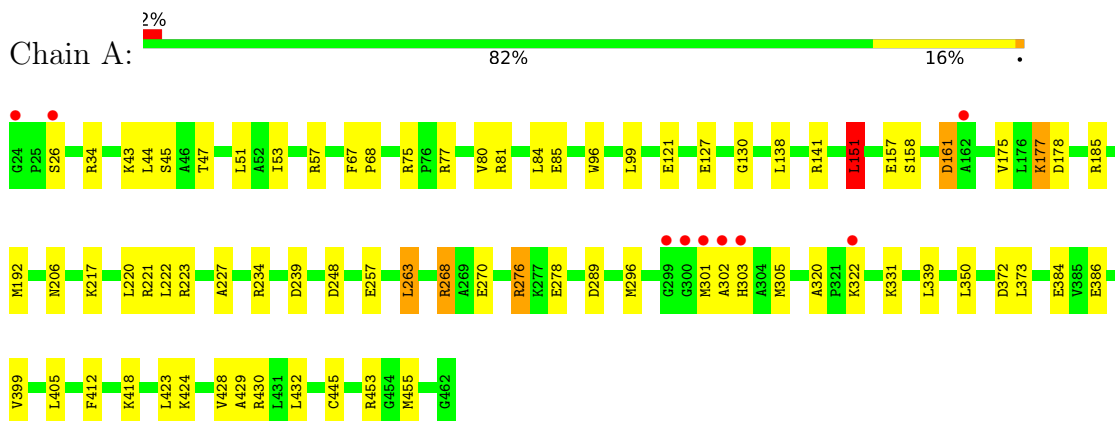 2%
Chain A:
82% 16% •
G24 P25 S26 R34 K43 L44 S45 A46 T47 L51 A52 I53 R57 F67 P68 R75 P76 R77 V80 R81 L84 E85 W96 L99 E121 E127 G130 L138 R141 L151 E157 S158 D161 A162 V175 L176 K177 D178 R185
M192 N206 K217 L220 R221 L222 R223 A227 R234 D239 D248 E257 L263 R268 A269 E270 R276 K277 E278 D289 M296 G299 G300 M301 A302 H303 A304 M305 A320 P321 K322 K331 L339 L350 D372 L373 E384 V385 E386
V399 L405 F412 K418 L423 K424 V428 A429 R430 L431 L432 C445 R453 G454 M455 G462